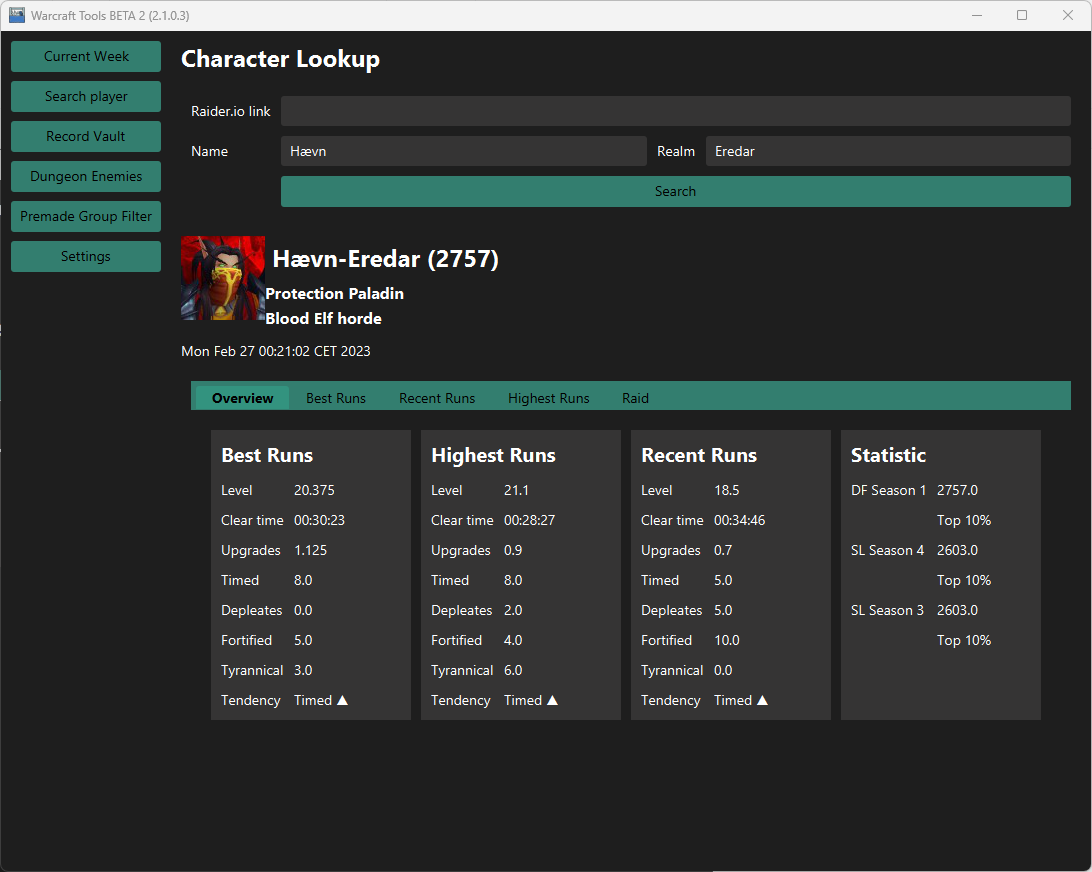 Warcraft Tools BETA 2 (2.1.0.3)
Current Week
Search player
Record Vault
Dungeon Enemies
Premade Group Filter
Settings
Character Lookup
Raider.io link
Name Hævn Realm Eredar
Search
Hævn-Eredar (2757)
Protection Paladin
Blood Elf horde
Mon Feb 27 00:21:02 CET 2023
Overview Best Runs Recent Runs Highest Runs Raid
Best Runs
Level 20.375
Clear time 00:30:23
Upgrades 1.125
Timed 8.0
Depleates 0.0
Fortified 5.0
Tyrannical 3.0
Tendency Timed ▲
Highest Runs
Level 21.1
Clear time 00:28:27
Upgrades 0.9
Timed 8.0
Depleates 2.0
Fortified 4.0
Tyrannical 6.0
Tendency Timed ▲
Recent Runs
Level 18.5
Clear time 00:34:46
Upgrades 0.7
Timed 5.0
Depleates 5.0
Fortified 10.0
Tyrannical 0.0
Tendency Timed ▲
Statistic
DF Season 1 2757.0
Top 10%
SL Season 4 2603.0
Top 10%
SL Season 3 2603.0
Top 10%